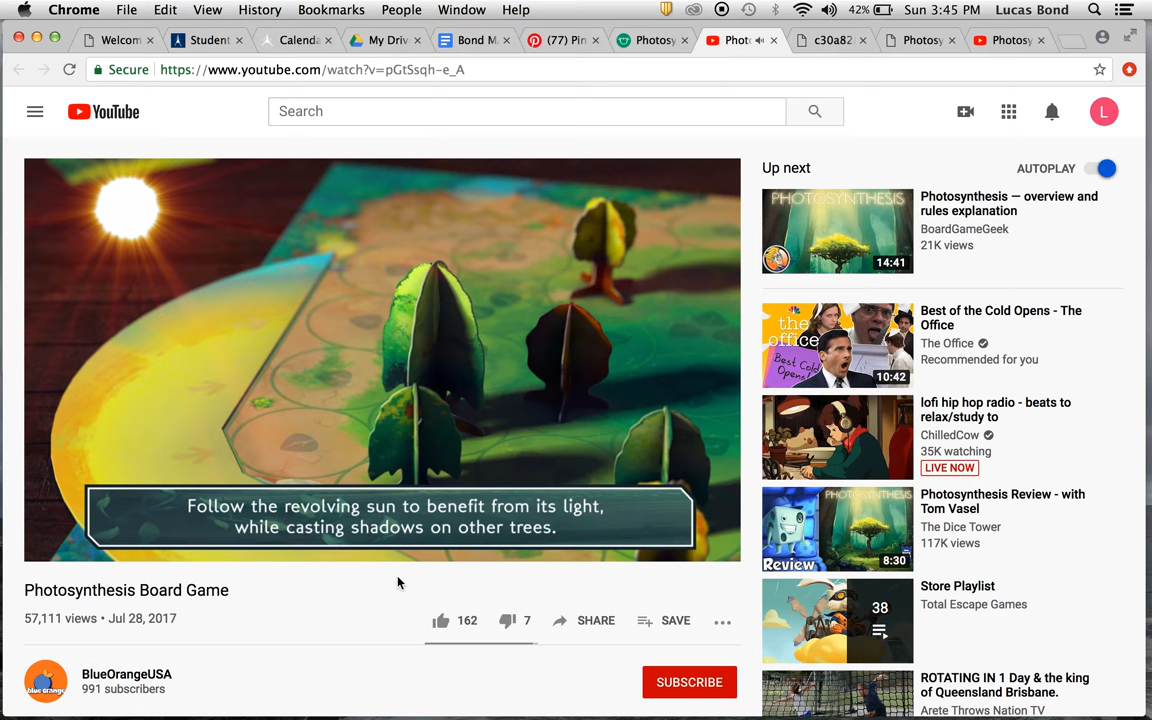 Chrome File Edit View History Bookmarks People Window Help 42% Sun 3:45 PM Lucas Bond
Welcom Student Calenda My Driv Bond M (77) Pin Photosy Phot c30a82 Photosy Photosy
Secure https://www.youtube.com/watch?v=pGtSsqh-e_A
YouTube Search L
Follow the revolving sun to benefit from its light,
while casting shadows on other trees.
Photosynthesis Board Game
57,111 views • Jul 28, 2017
162 7 SHARE SAVE
blue orange
BlueOrangeUSA
991 subscribers
SUBSCRIBE
Up next AUTOPLAY
PHOTOSYNTHESIS
14:41
Photosynthesis — overview and
rules explanation
BoardGameGeek
21K views
the
office
Best Cold
Opens!
10:42
Best of the Cold Opens - The
Office
The Office
Recommended for you
lofi hip hop radio - beats to
relax/study to
ChilledCow
35K watching
LIVE NOW
PHOTOSYNTHESIS
Review
8:30
Photosynthesis Review - with
Tom Vasel
The Dice Tower
117K views
38
Store Playlist
Total Escape Games
ROTATING IN 1 Day & the king
of Queensland Brisbane.
Arete Throws Nation TV